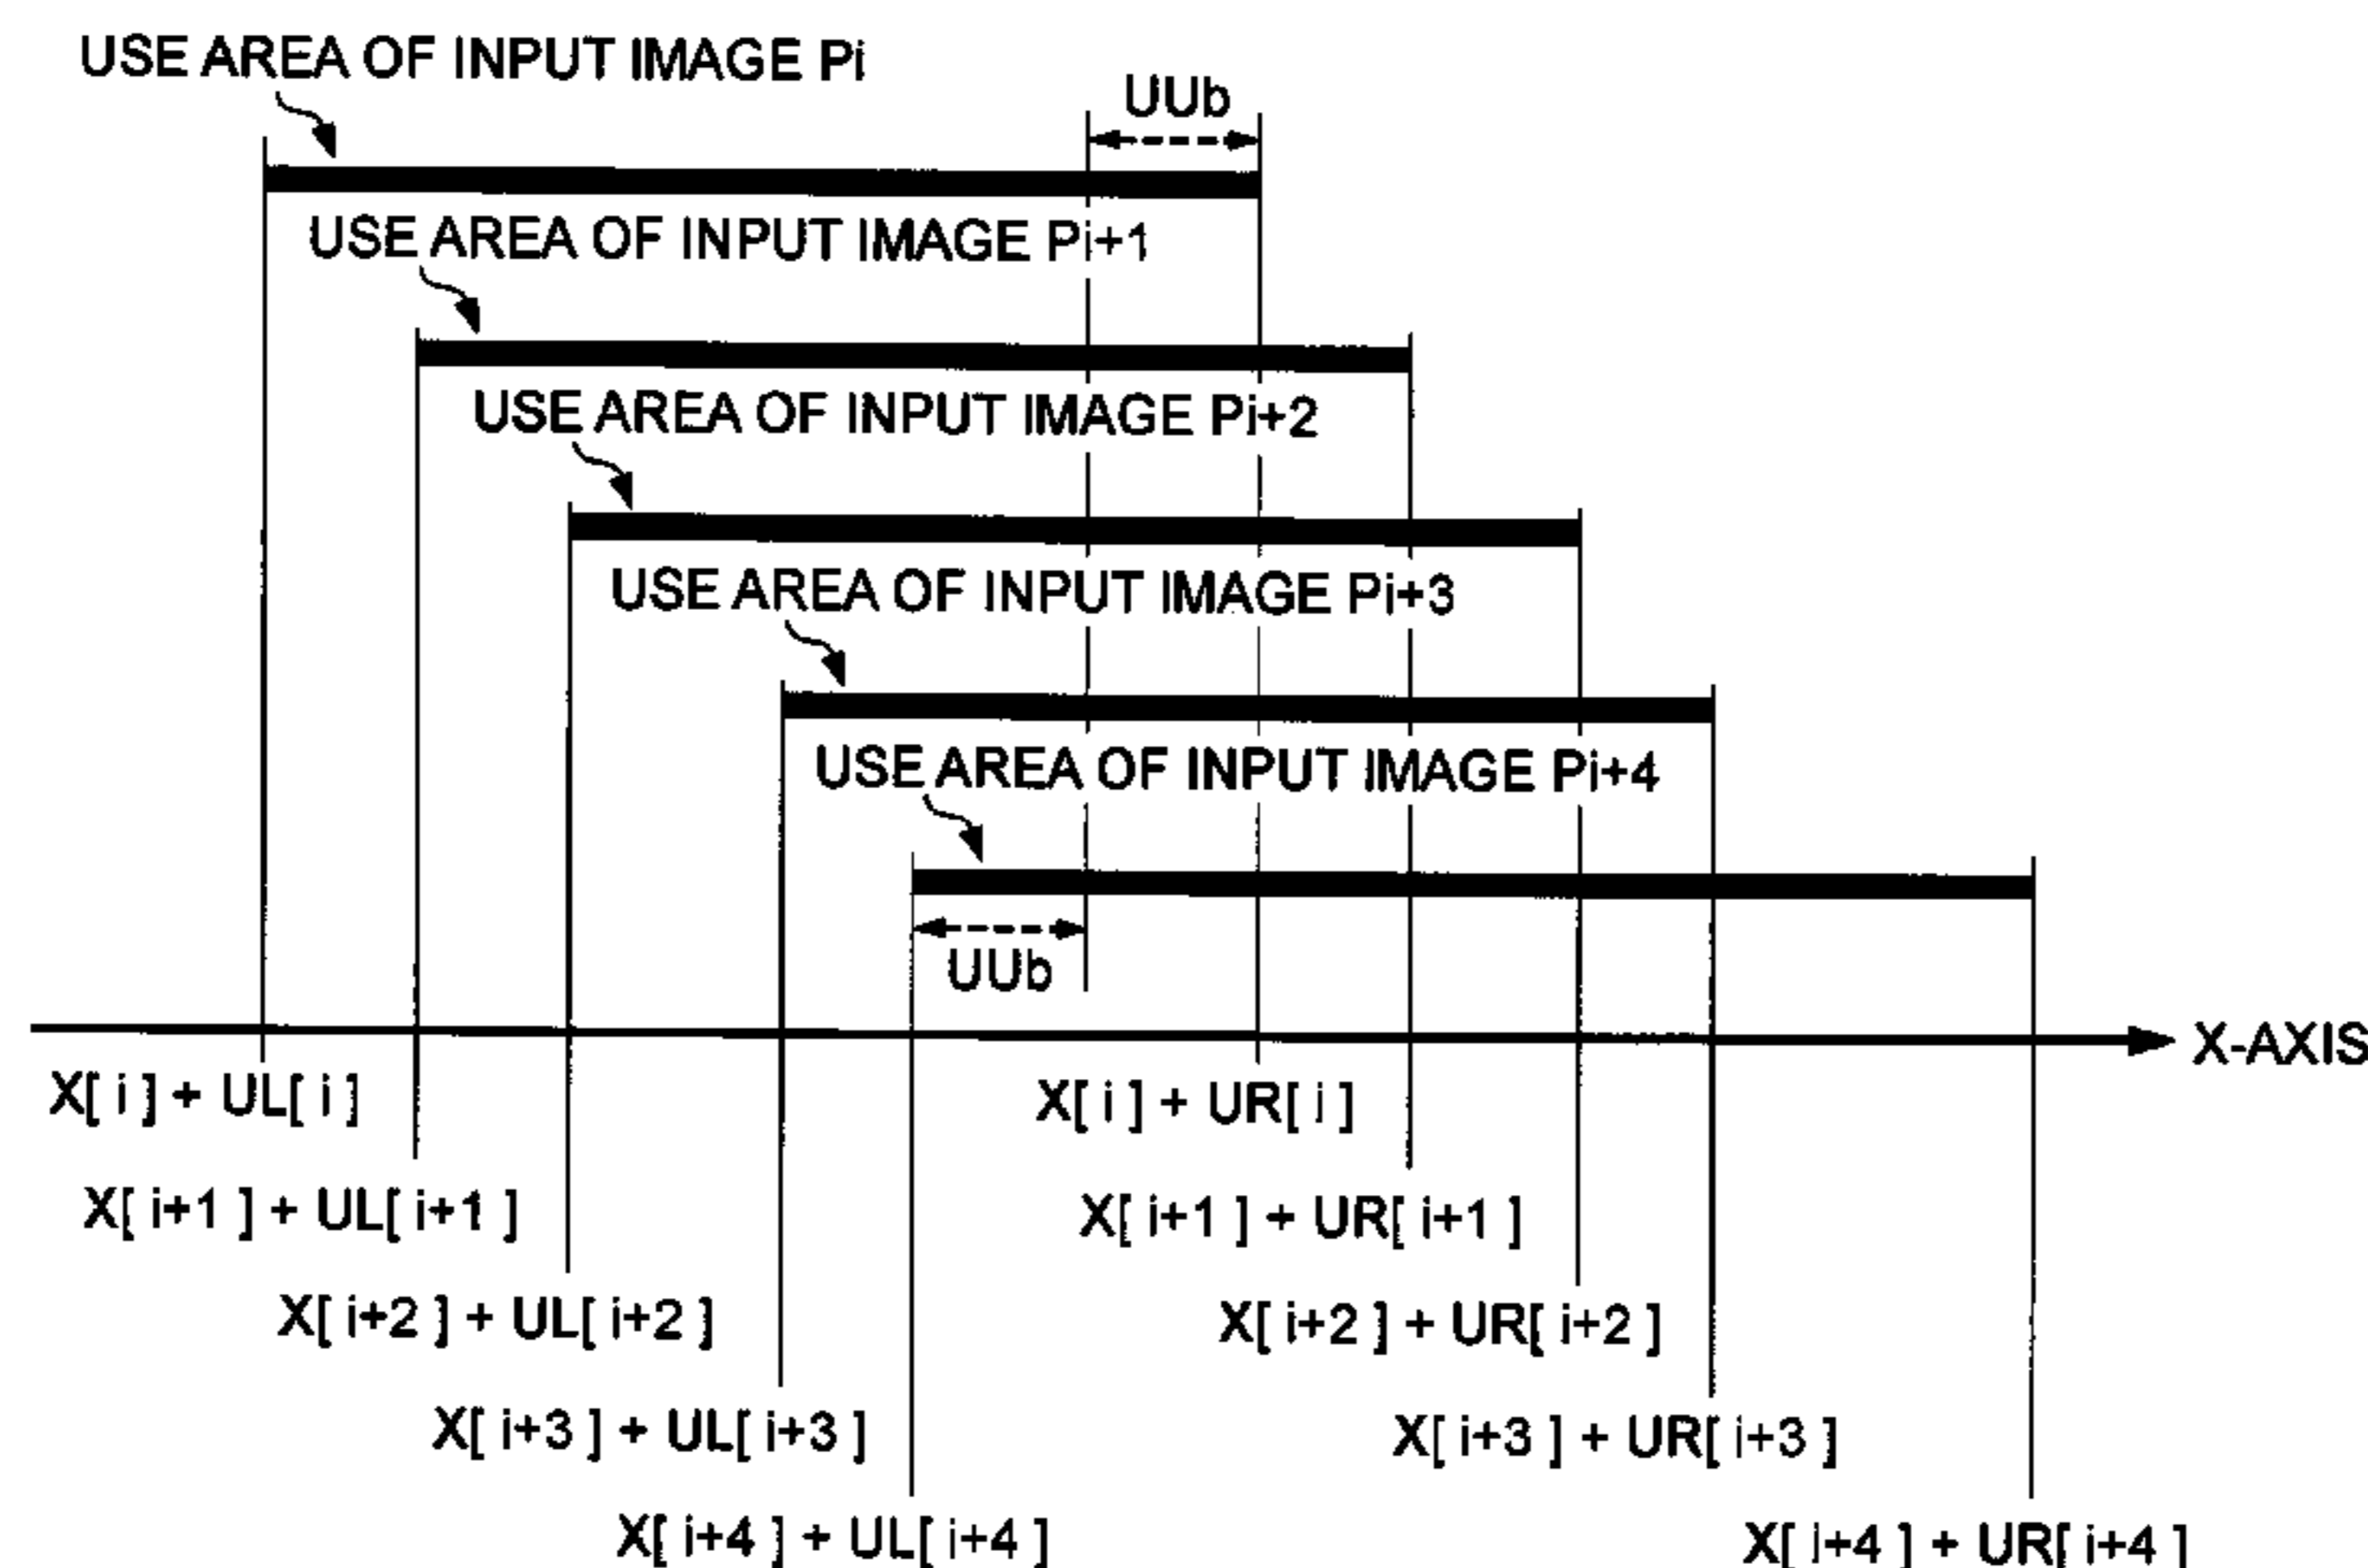 USE AREA OF INPUT IMAGE Pi
UUb
USE AREA OF INPUT IMAGE Pi+1
USE AREA OF INPUT IMAGE Pi+2
USE AREA OF INPUT IMAGE Pi+3
USE AREA OF INPUT IMAGE Pi+4
UUb
X-AXIS
X[ i ] + UL[ i ]
X[ i ] + UR[ i ]
X[ i+1 ] + UL[ i+1 ]
X[ i+1 ] + UR[ i+1 ]
X[ i+2 ] + UL[ i+2 ]
X[ i+2 ] + UR[ i+2 ]
X[ i+3 ] + UL[ i+3 ]
X[ i+3 ] + UR[ i+3 ]
X[ i+4 ] + UL[ i+4 ]
X[ i+4 ] + UR[ i+4 ]